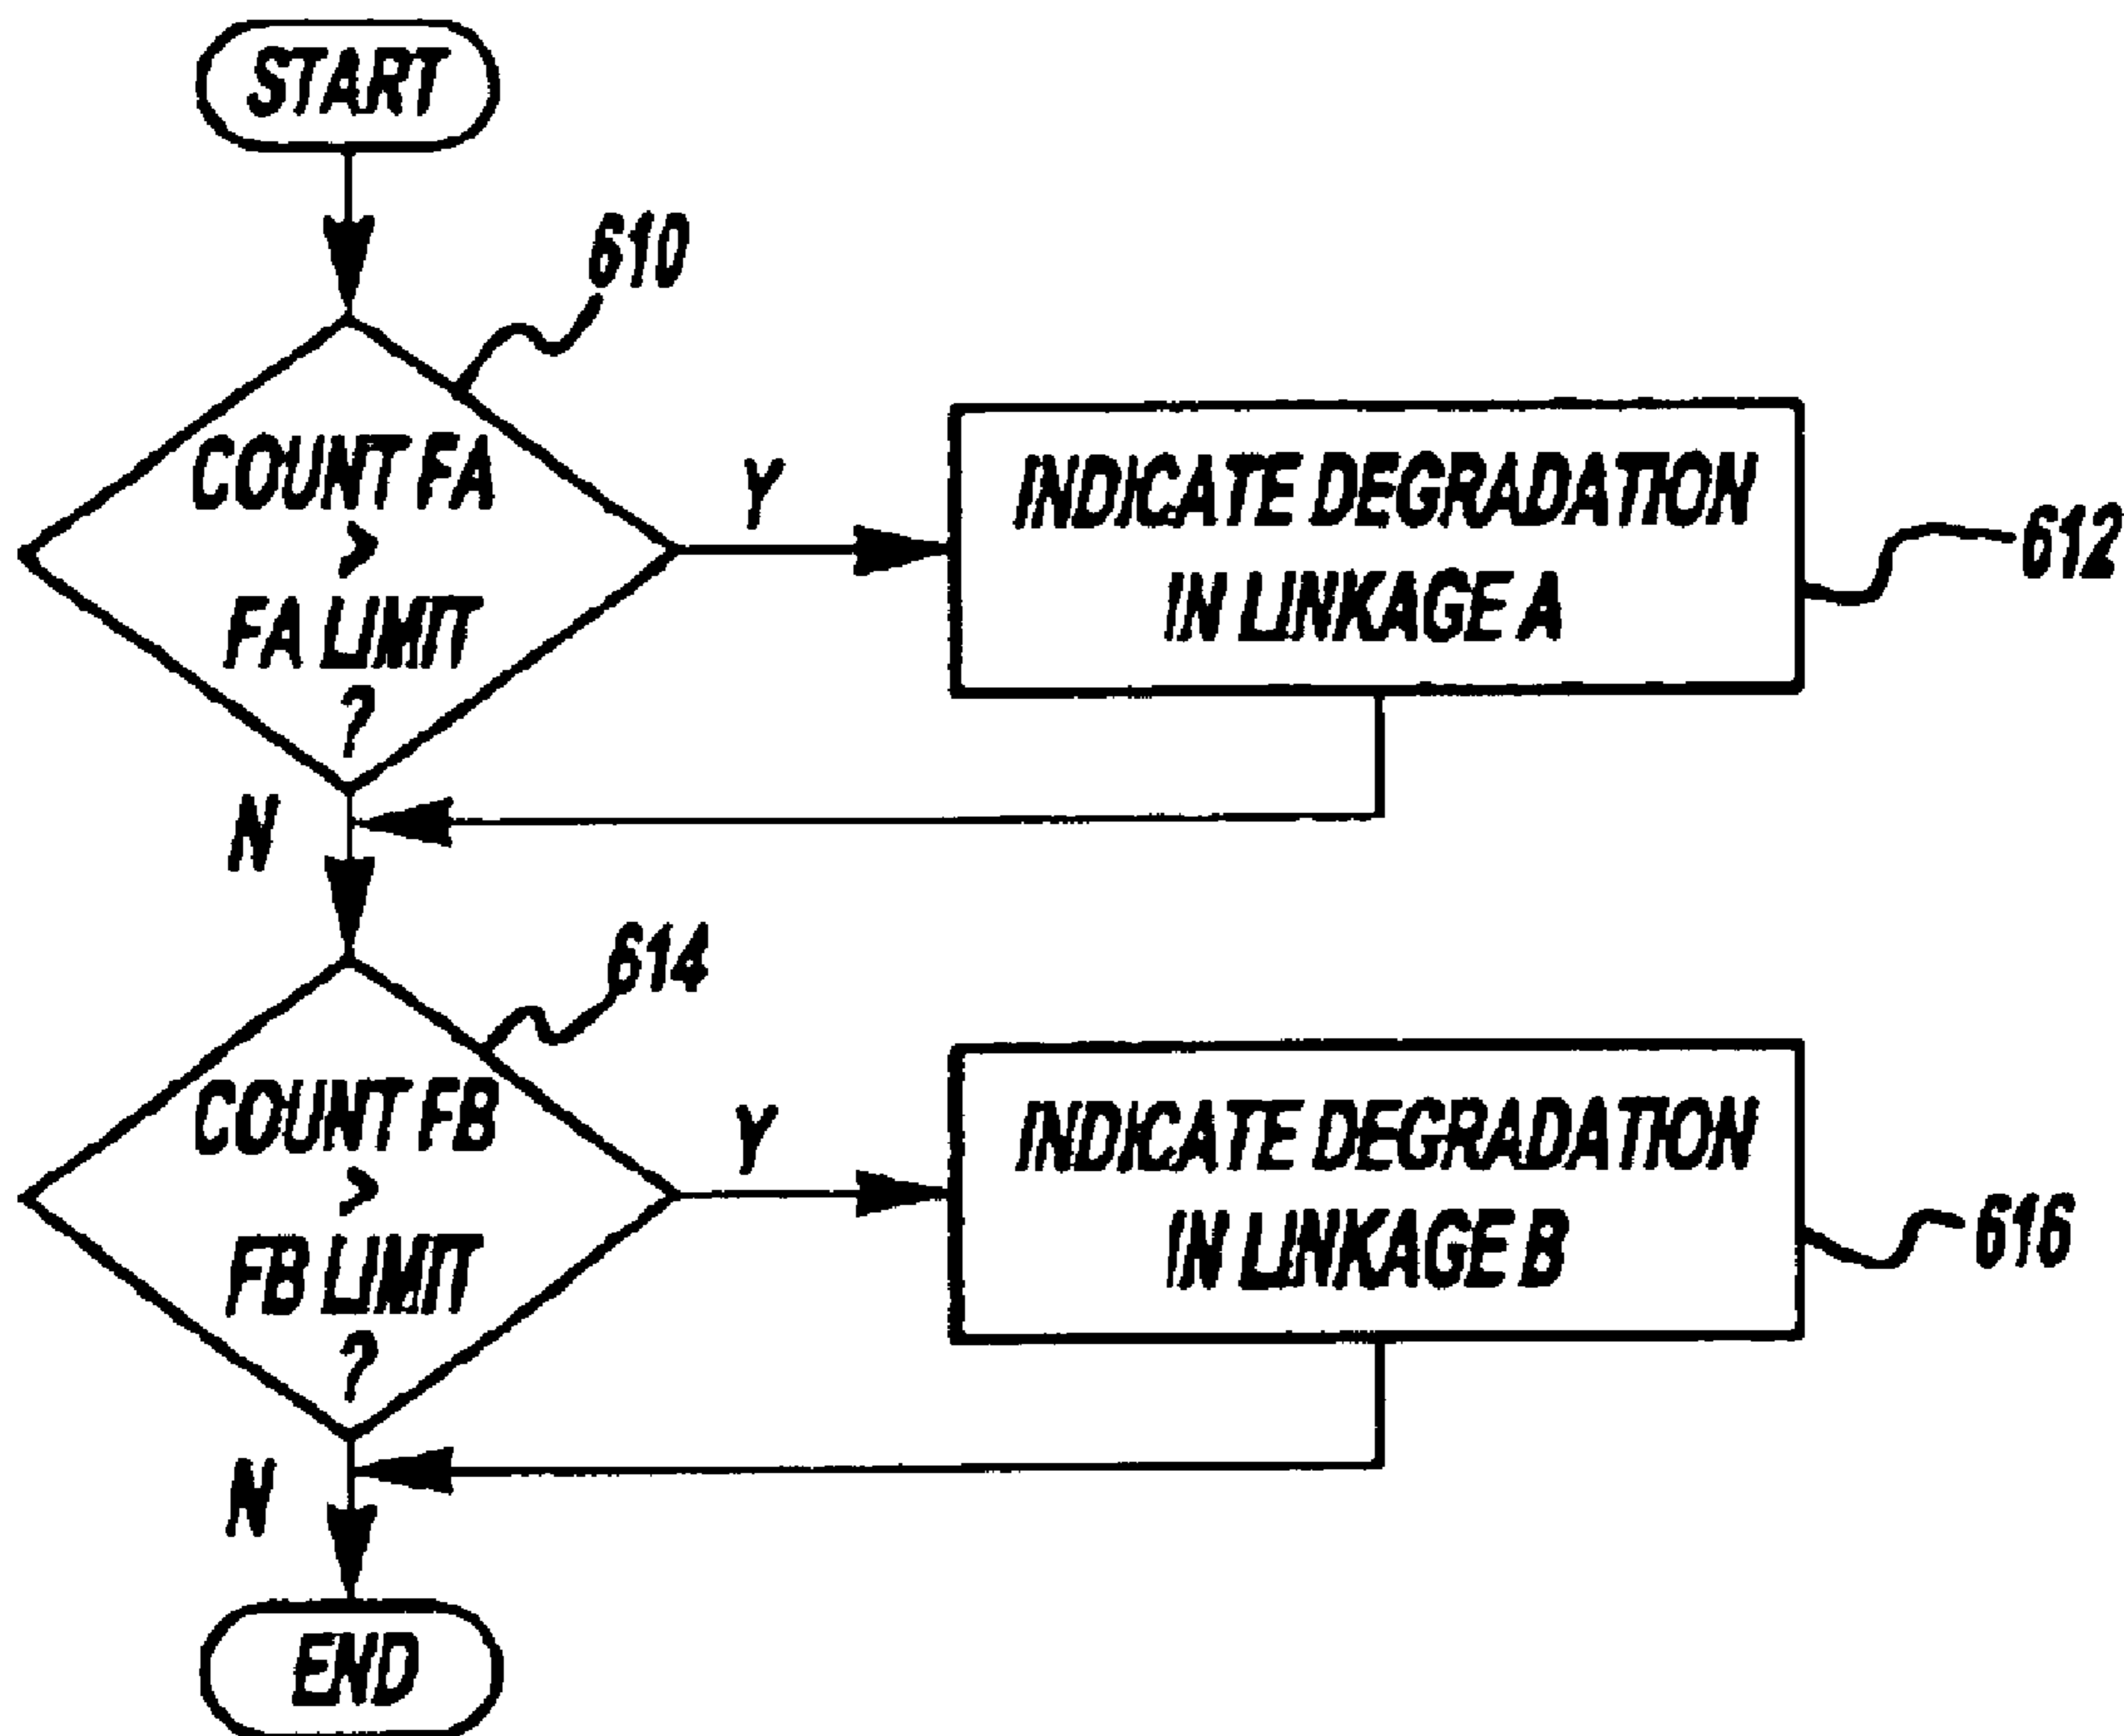 START
610
COUNT FA
>
FA LIMIT
?
Y
INDICATE DEGRADATION
IN LINKAGE A
612
N
614
COUNT FB
>
FB LIMIT
?
Y
INDICATE DEGRADATION
IN LINKAGE B
616
N
END